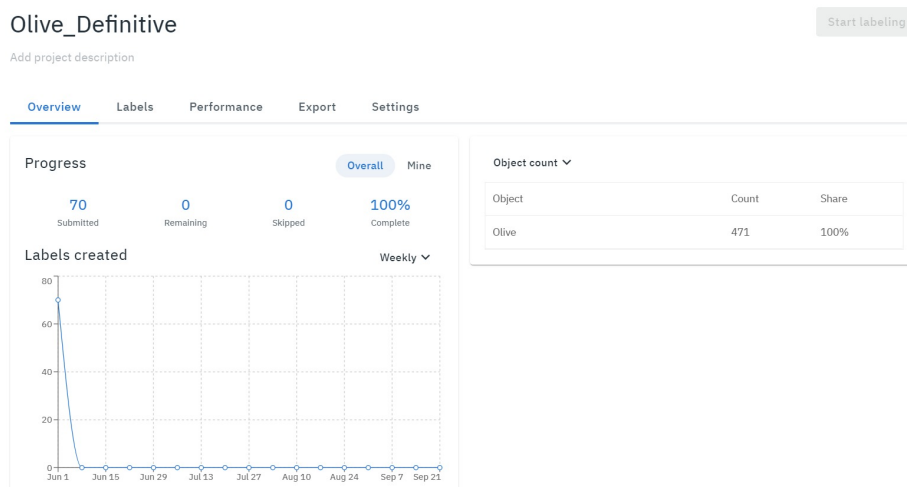 Olive_Definitive
Start labeling
Add project description
Overview Labels Performance Export Settings
Progress
Overall Mine
70 0 0 100%
Submitted Remaining Skipped Complete
Labels created
Weekly
80
60
40
20
0
Jun 1 Jun 15 Jun 29 Jul 13 Jul 27 Aug 10 Aug 24 Sep 7 Sep 21
Object count
Object Count Share
Olive 471 100%